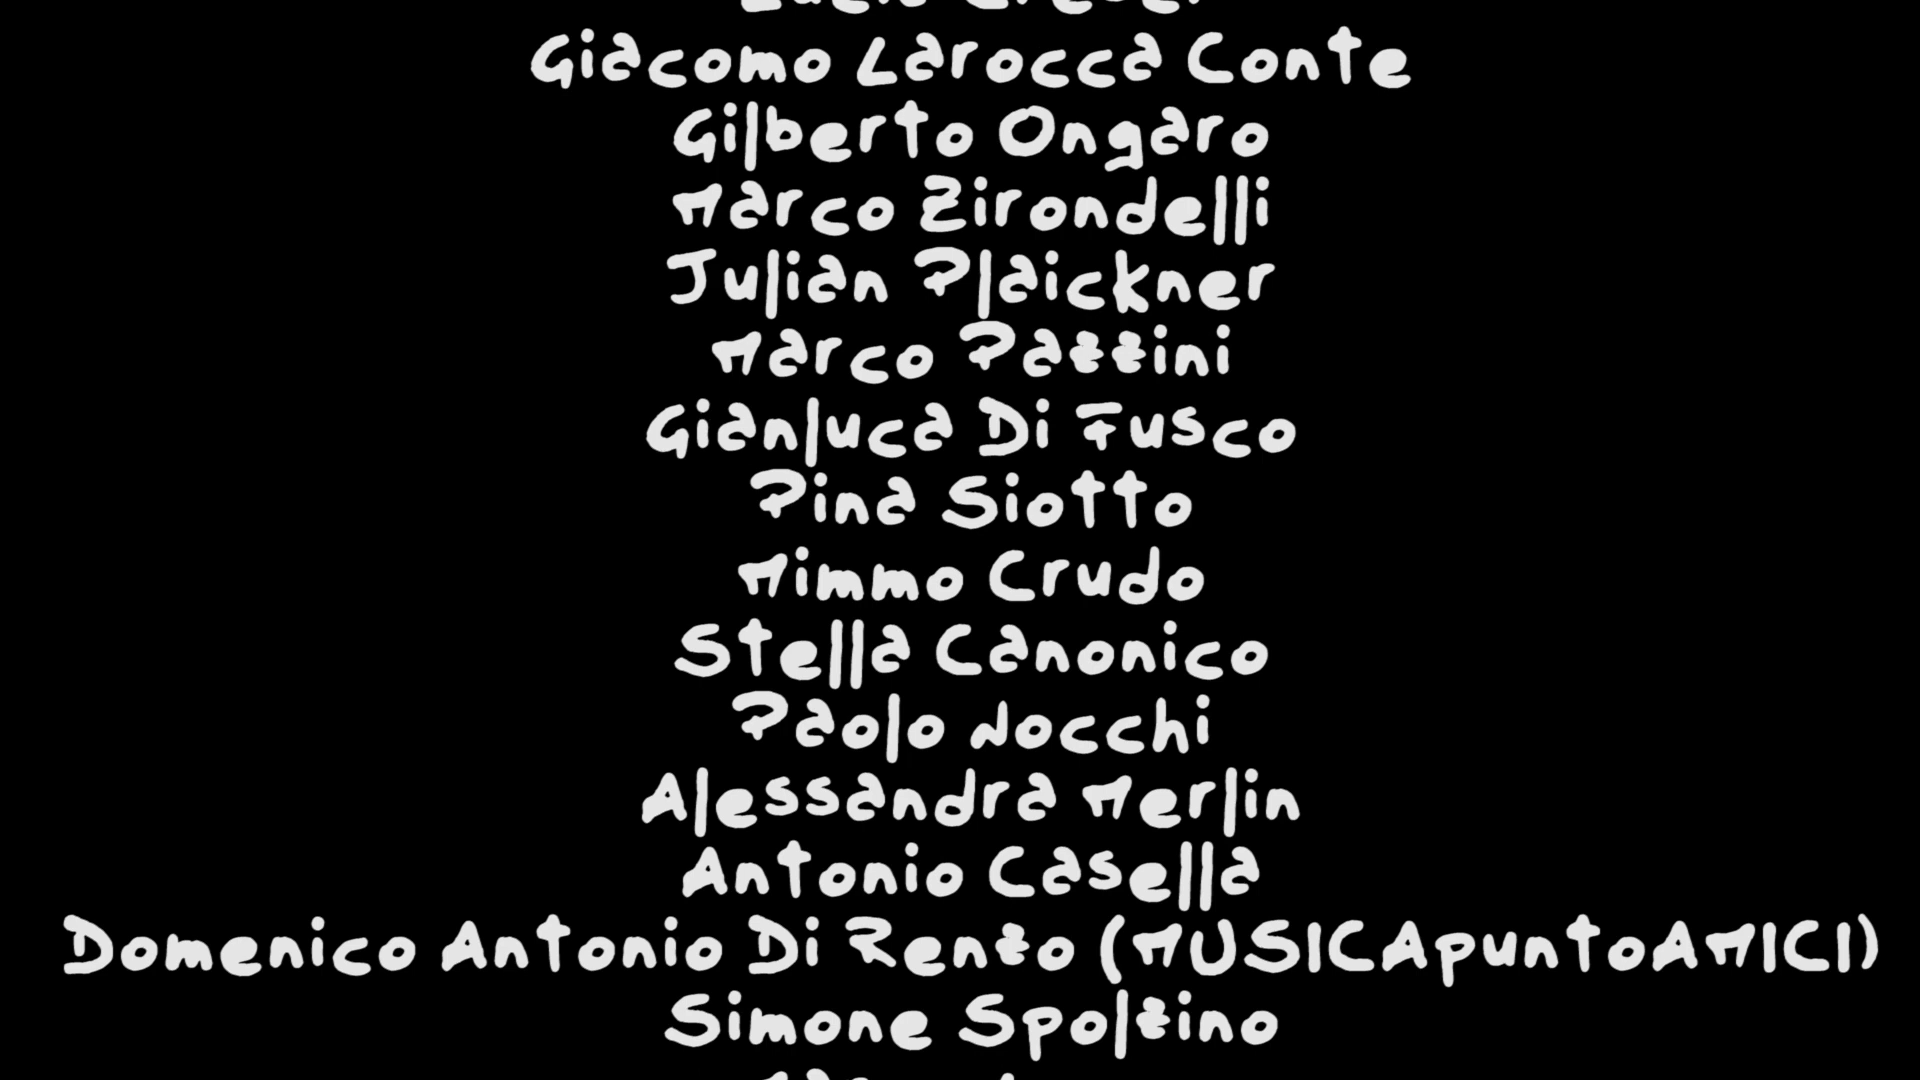 Giacomo Larocca Conte
Gilberto Ongaro
Marco Zirondelli
Julian Plaickner
Marco Pazzini
Gianluca Di Fusco
Pina Siotto
Mimmo Crudo
Stella Canonico
Paolo Nocchi
Alessandra Merlin
Antonio Casella
Domenico Antonio Di Renzo (MUSICApuntoAMICI)
Simone Spolzino